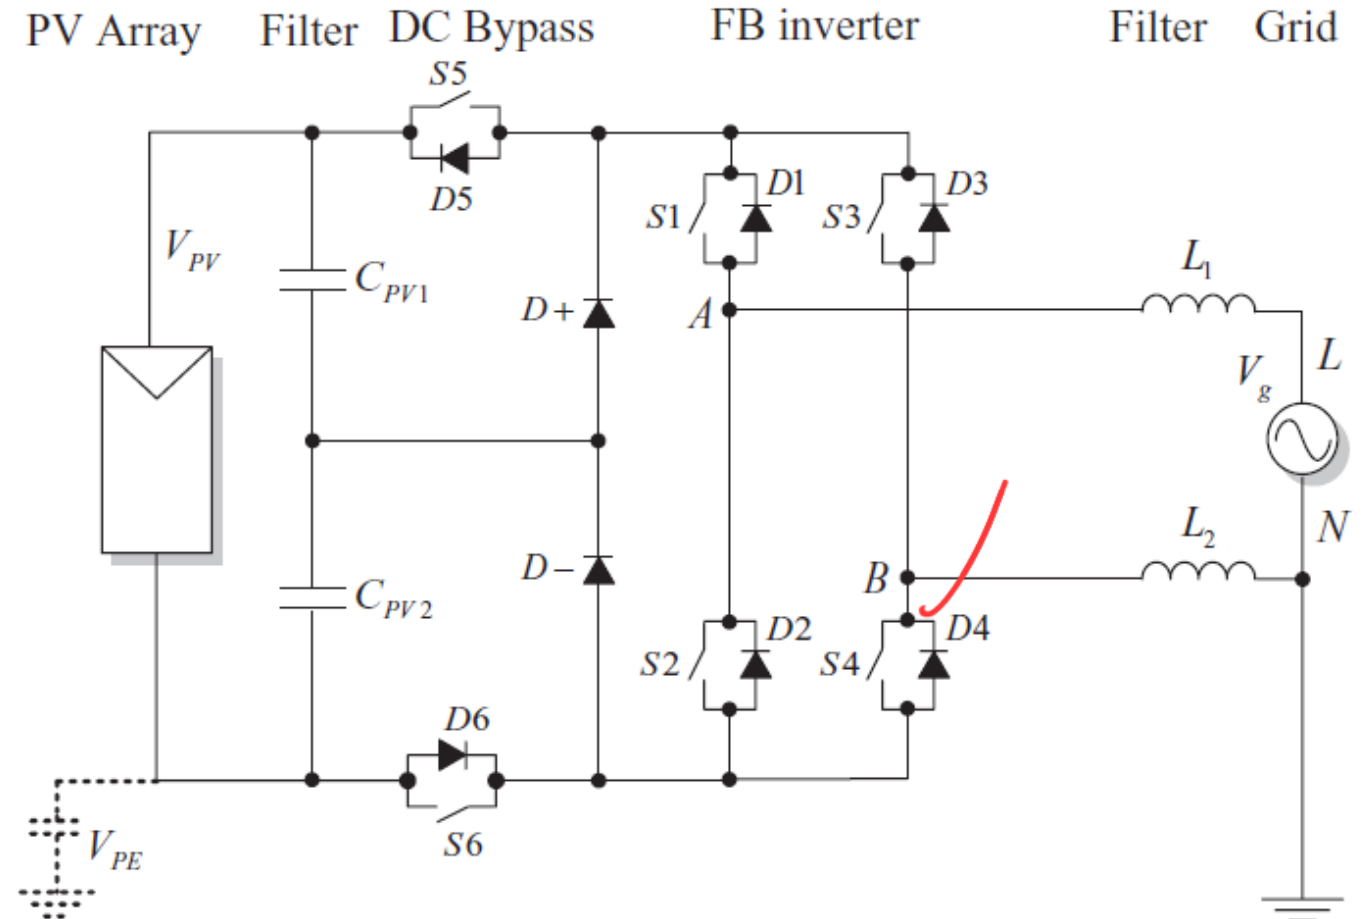 PV Array Filter DC Bypass FB inverter Filter Grid
S5
D5
V_PV
C_PV1
D+
S1 D1 S3 D3
A
L_1
L
V_g
D−
C_PV2
B
L_2
N
S2 D2 S4 D4
D6
S6
V_PE